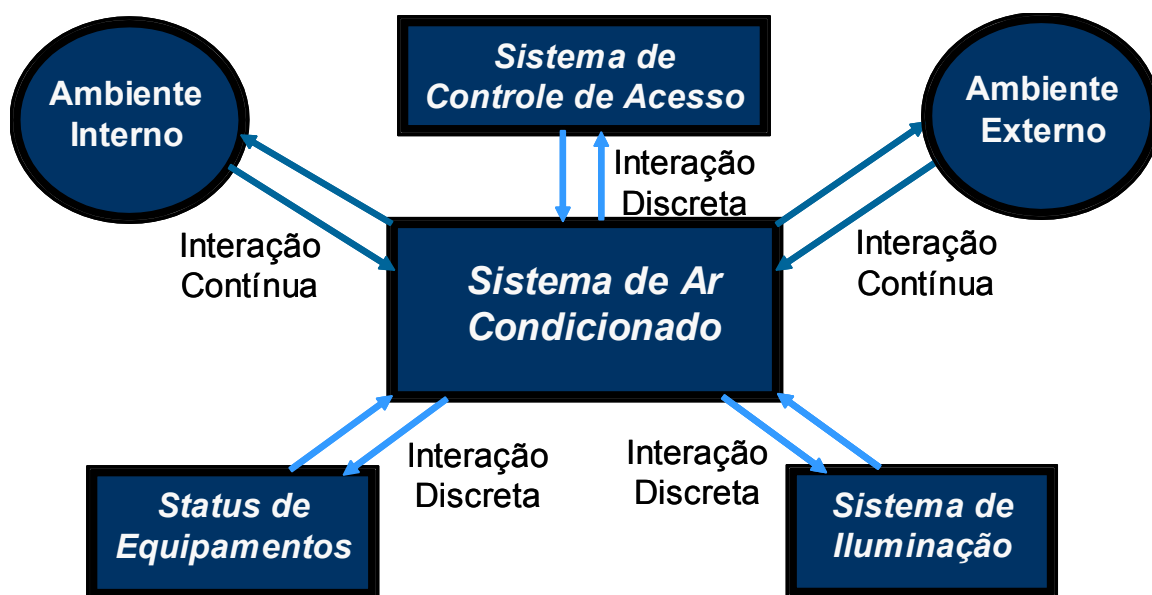 Ambiente
Interno
Sistema de
Controle de Acesso
Ambiente
Externo
Interação
Discreta
Interação
Contínua
Sistema de Ar
Condicionado
Interação
Contínua
Status de
Equipamentos
Interação
Discreta
Interação
Discreta
Sistema de
Iluminação